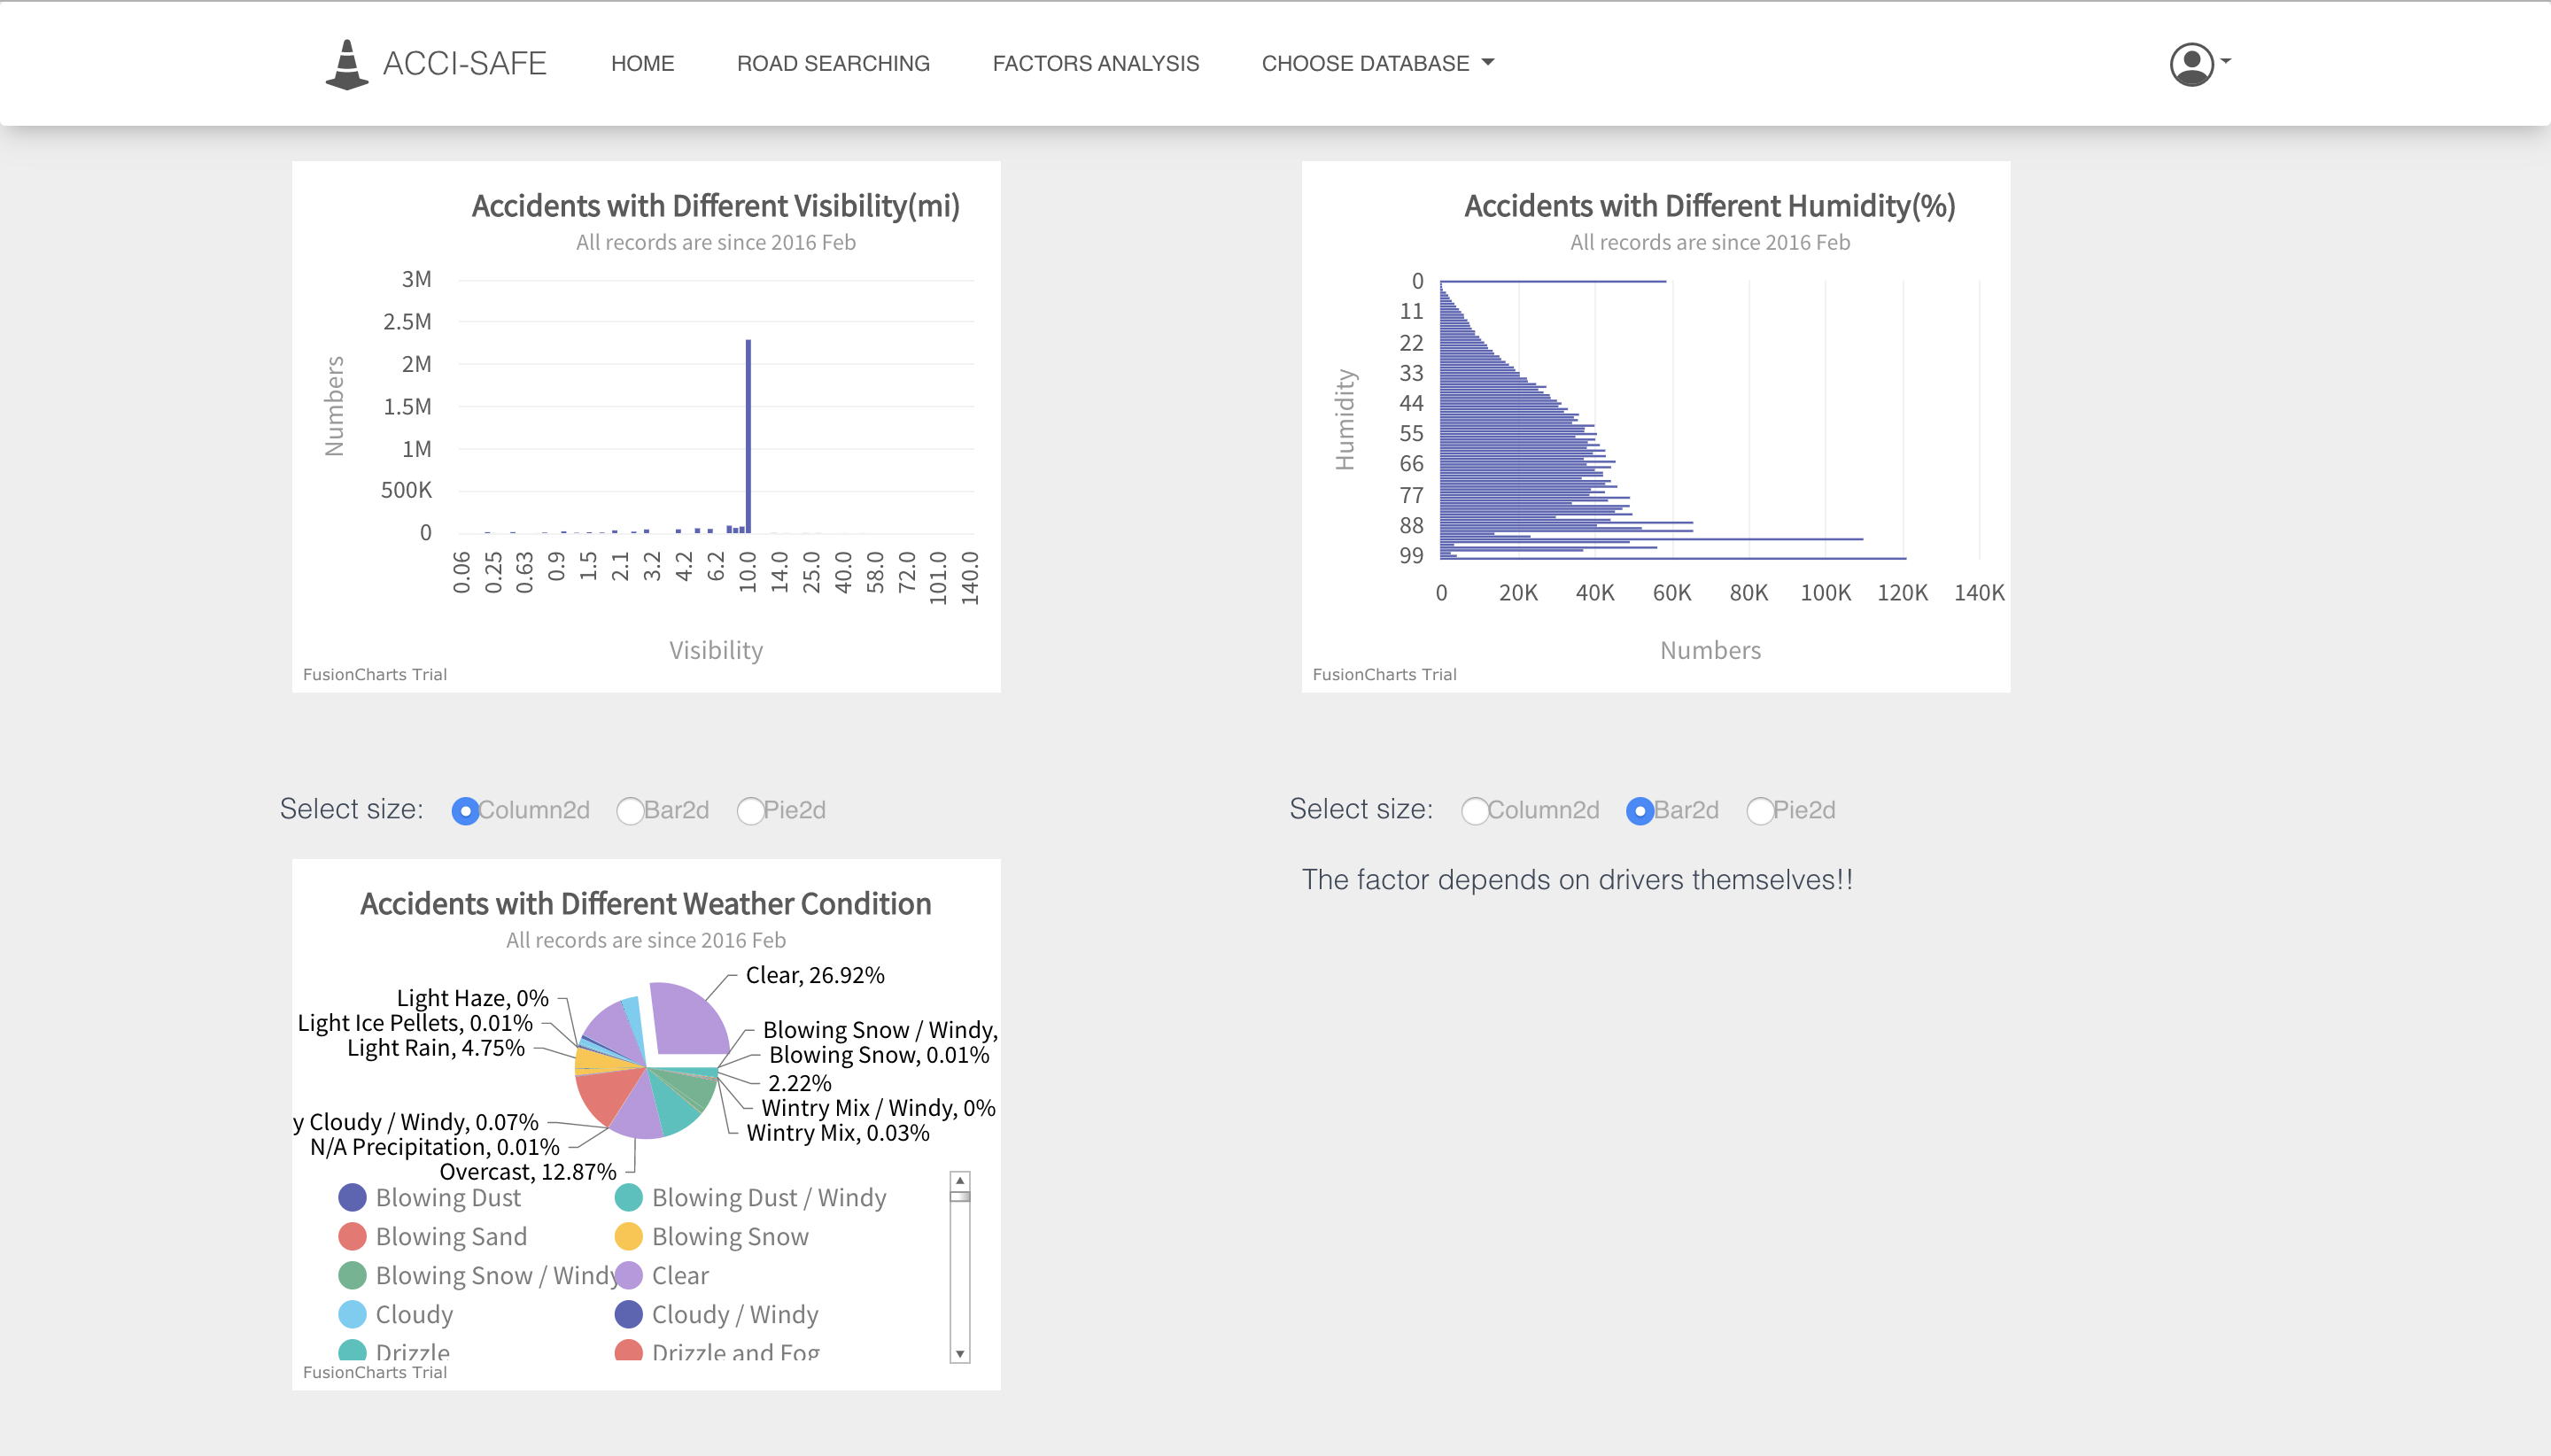 ACCI-SAFE HOME ROAD SEARCHING FACTORS ANALYSIS CHOOSE DATABASE
Accidents with Different Visibility(mi)
All records are since 2016 Feb
3M
2.5M
2M
1.5M
1M
500K
0
Numbers
0.06 0.25 0.63 0.9 1.5 2.1 3.2 4.2 6.2 10.0 14.0 25.0 40.0 58.0 72.0 101.0 140.0
Visibility
FusionCharts Trial
Accidents with Different Humidity(%)
All records are since 2016 Feb
0
11
22
33
44
55
66
77
88
99
Humidity
0 20K 40K 60K 80K 100K 120K 140K
Numbers
FusionCharts Trial
Select size: Column2d Bar2d Pie2d
Select size: Column2d Bar2d Pie2d
The factor depends on drivers themselves!!
Accidents with Different Weather Condition
All records are since 2016 Feb
Clear, 26.92%
Light Haze, 0%
Light Ice Pellets, 0.01%
Light Rain, 4.75%
Blowing Snow / Windy,
Blowing Snow, 0.01%
2.22%
Wintry Mix / Windy, 0%
Wintry Mix, 0.03%
y Cloudy / Windy, 0.07%
N/A Precipitation, 0.01%
Overcast, 12.87%
Blowing Dust Blowing Dust / Windy
Blowing Sand Blowing Snow
Blowing Snow / Windy Clear
Cloudy Cloudy / Windy
Drizzle Drizzle and Fog
FusionCharts Trial